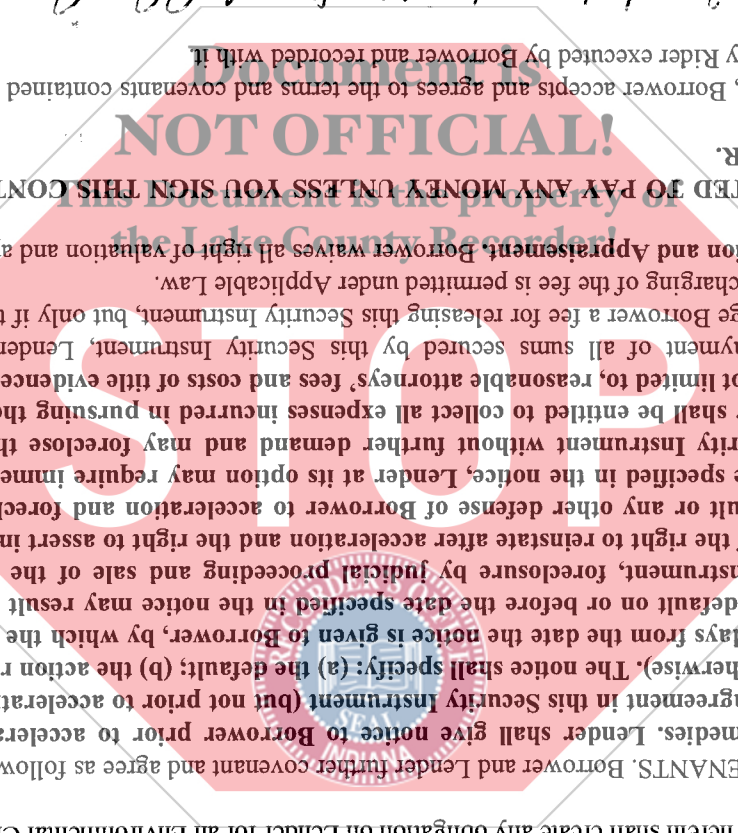 Document is
NOT OFFICIAL!
This Document is the property of
the Lake County Recorder!
STOP
RECORDER'S OFFICE
SEAL
INDIANA
herein shall create any obligation on Lender for an Environmental C
ENANTS. Borrower and Lender further covenant and agree as follow
medies. Lender shall give notice to Borrower prior to accelera
agreement in this Security Instrument (but not prior to accelerat
herwise). The notice shall specify: (a) the default; (b) the action r
days from the date the notice is given to Borrower, by which the
default on or before the date specified in the notice may result
nstrument, foreclosure by judicial proceeding and sale of the
f the right to reinstate after acceleration and the right to assert in
ult or any other defense of Borrower to acceleration and forecl
e specified in the notice, Lender at its option may require imme
rity Instrument without further demand and may foreclose th
r shall be entitled to collect all expenses incurred in pursuing the
ot limited to, reasonable attorneys' fees and costs of title evidence
ayment of all sums secured by this Security Instrument, Lender
ge Borrower a fee for releasing this Security Instrument, but only if t
charging of the fee is permitted under Applicable Law.
ion and Appraisement. Borrower waives all right of valuation and ap
TED TO PAY ANY MONEY UNLESS YOU SIGN THIS CONT
R.
, Borrower accepts and agrees to the terms and covenants contained
y Rider executed by Borrower and recorded with it.